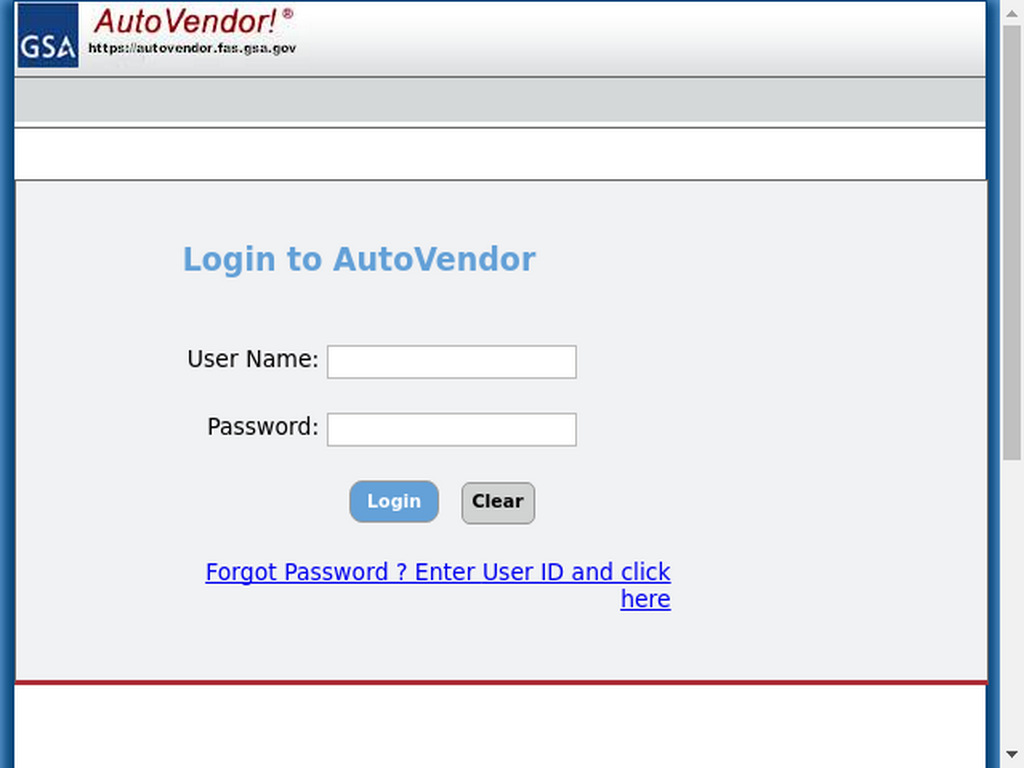 GSA
AutoVendor! ®
https://autovendor.fas.gsa.gov
Login to AutoVendor
User Name:
Password:
Login
Clear
Forgot Password ? Enter User ID and click
here